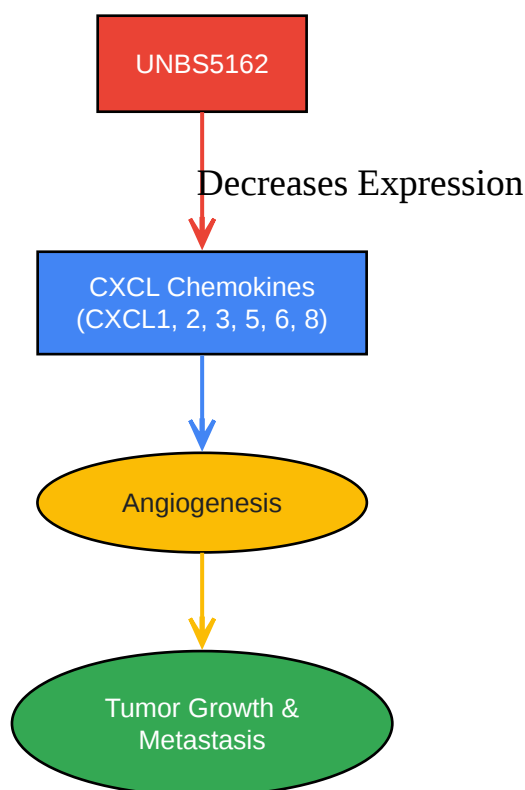 UNBS5162
Decreases Expression
CXCL Chemokines
(CXCL1, 2, 3, 5, 6, 8)
Angiogenesis
Tumor Growth &
Metastasis